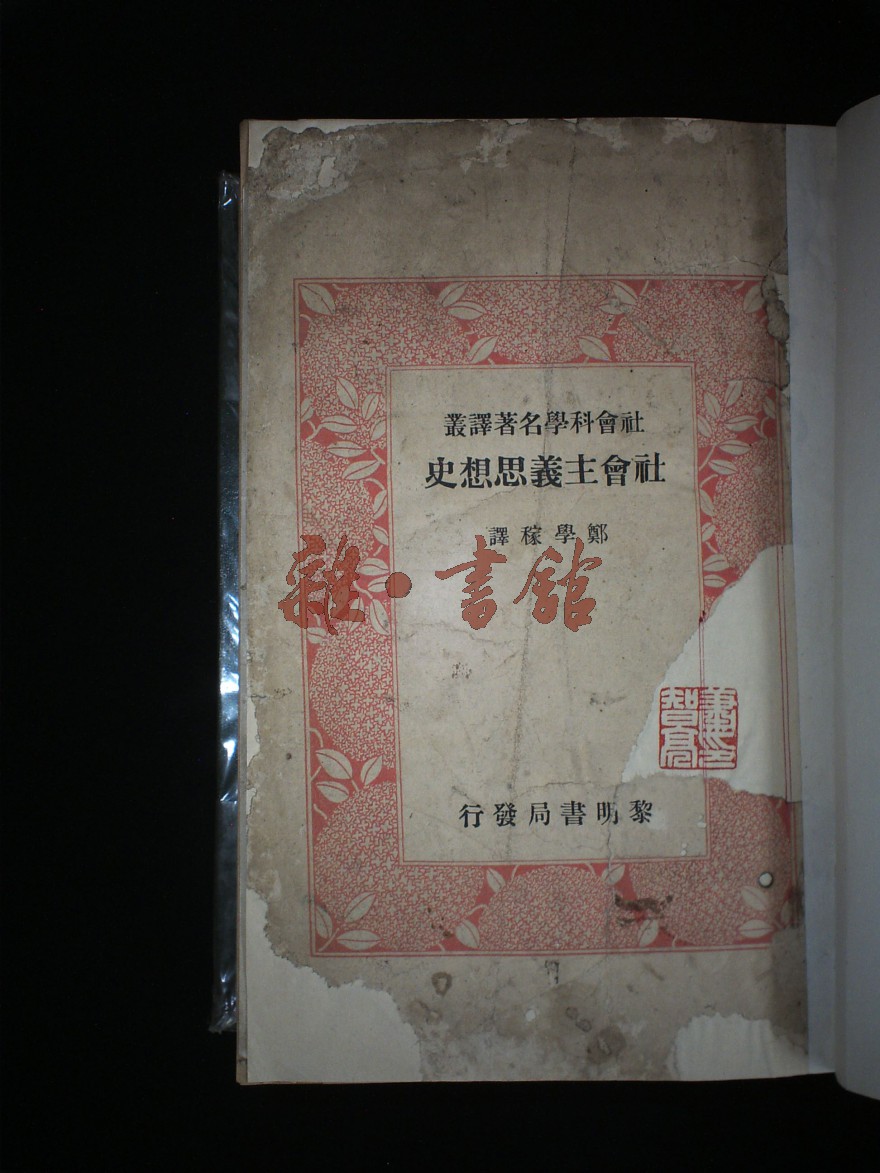 社會科學名著譯叢
社會主義思想史
鄭學稼譯
雜·書館
黎明書局發行